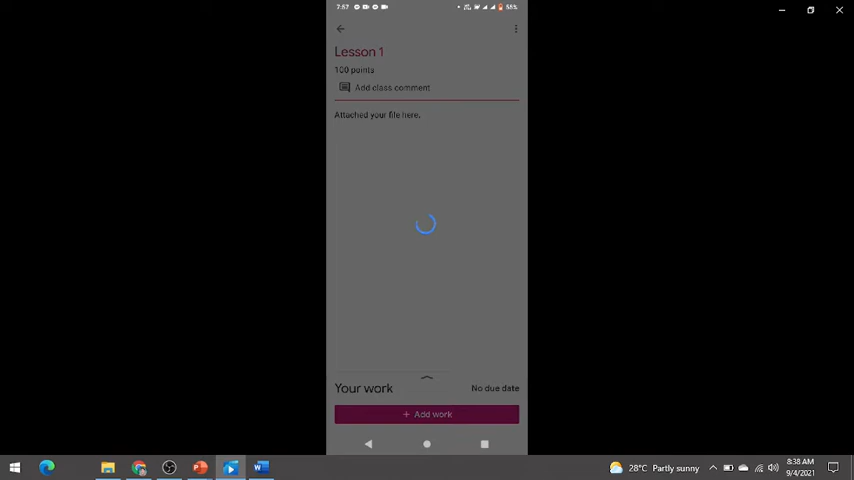 7:57
55%
Lesson 1
100 points
Add class comment
Attached your file here.
Your work
No due date
+ Add work
28°C Partly sunny
8:38 AM
9/4/2021